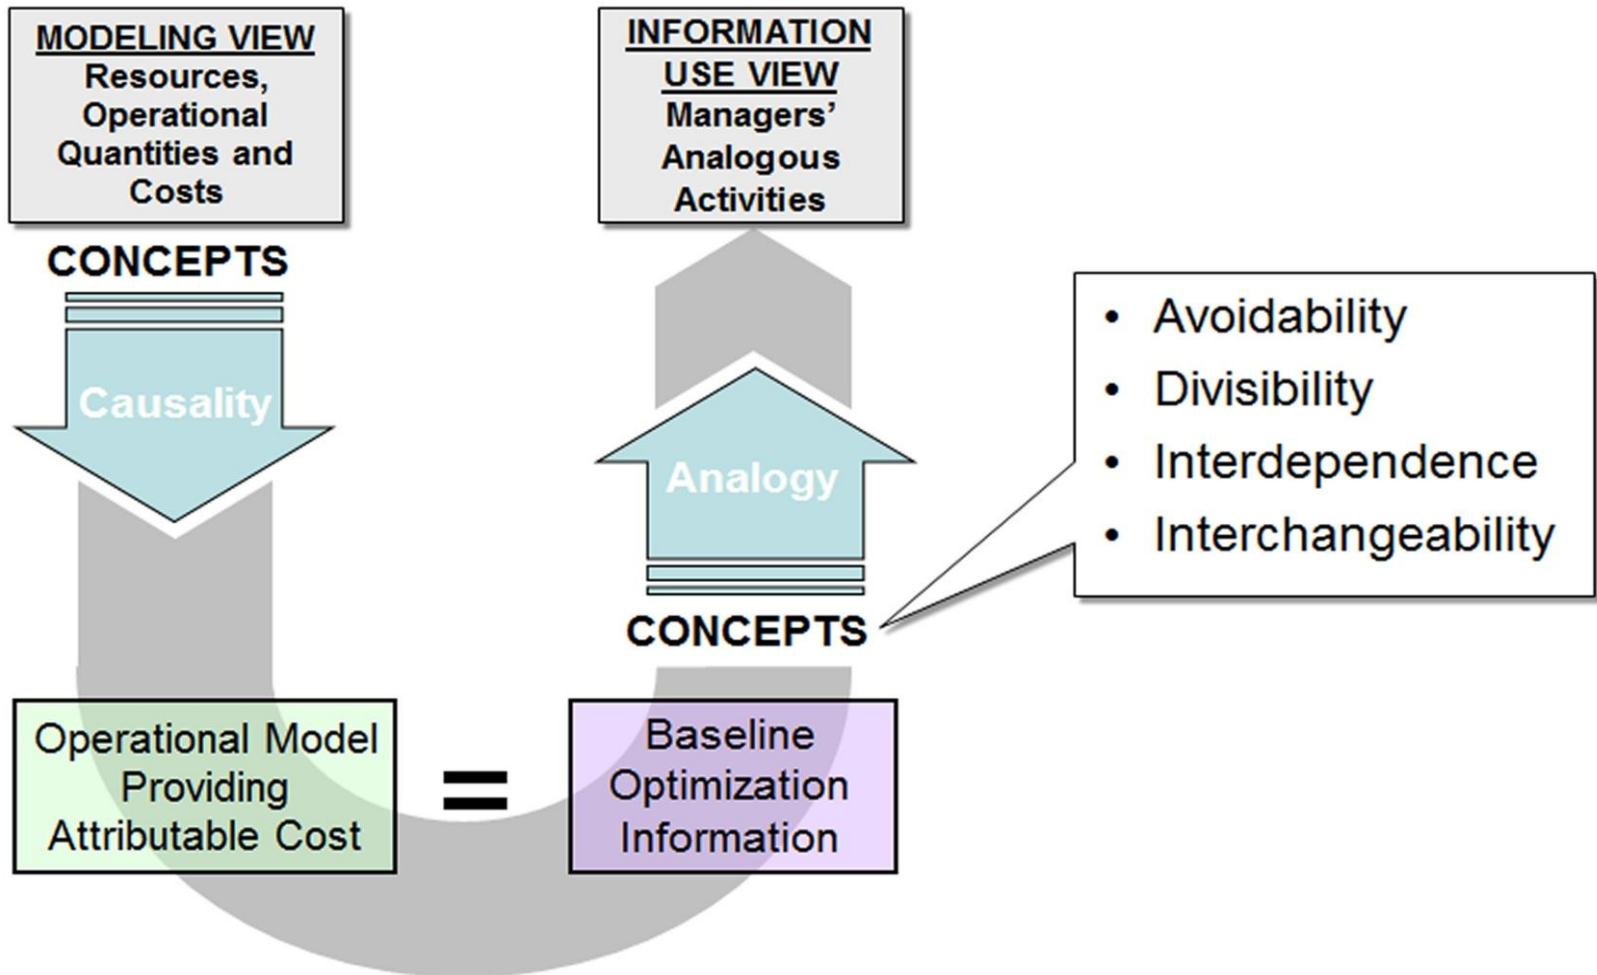 MODELING VIEW
Resources,
Operational
Quantities and
Costs
CONCEPTS
Causality
Operational Model
Providing
Attributable Cost
=
INFORMATION
USE VIEW
Managers’
Analogous
Activities
Analogy
CONCEPTS
Baseline
Optimization
Information
• Avoidability
• Divisibility
• Interdependence
• Interchangeability